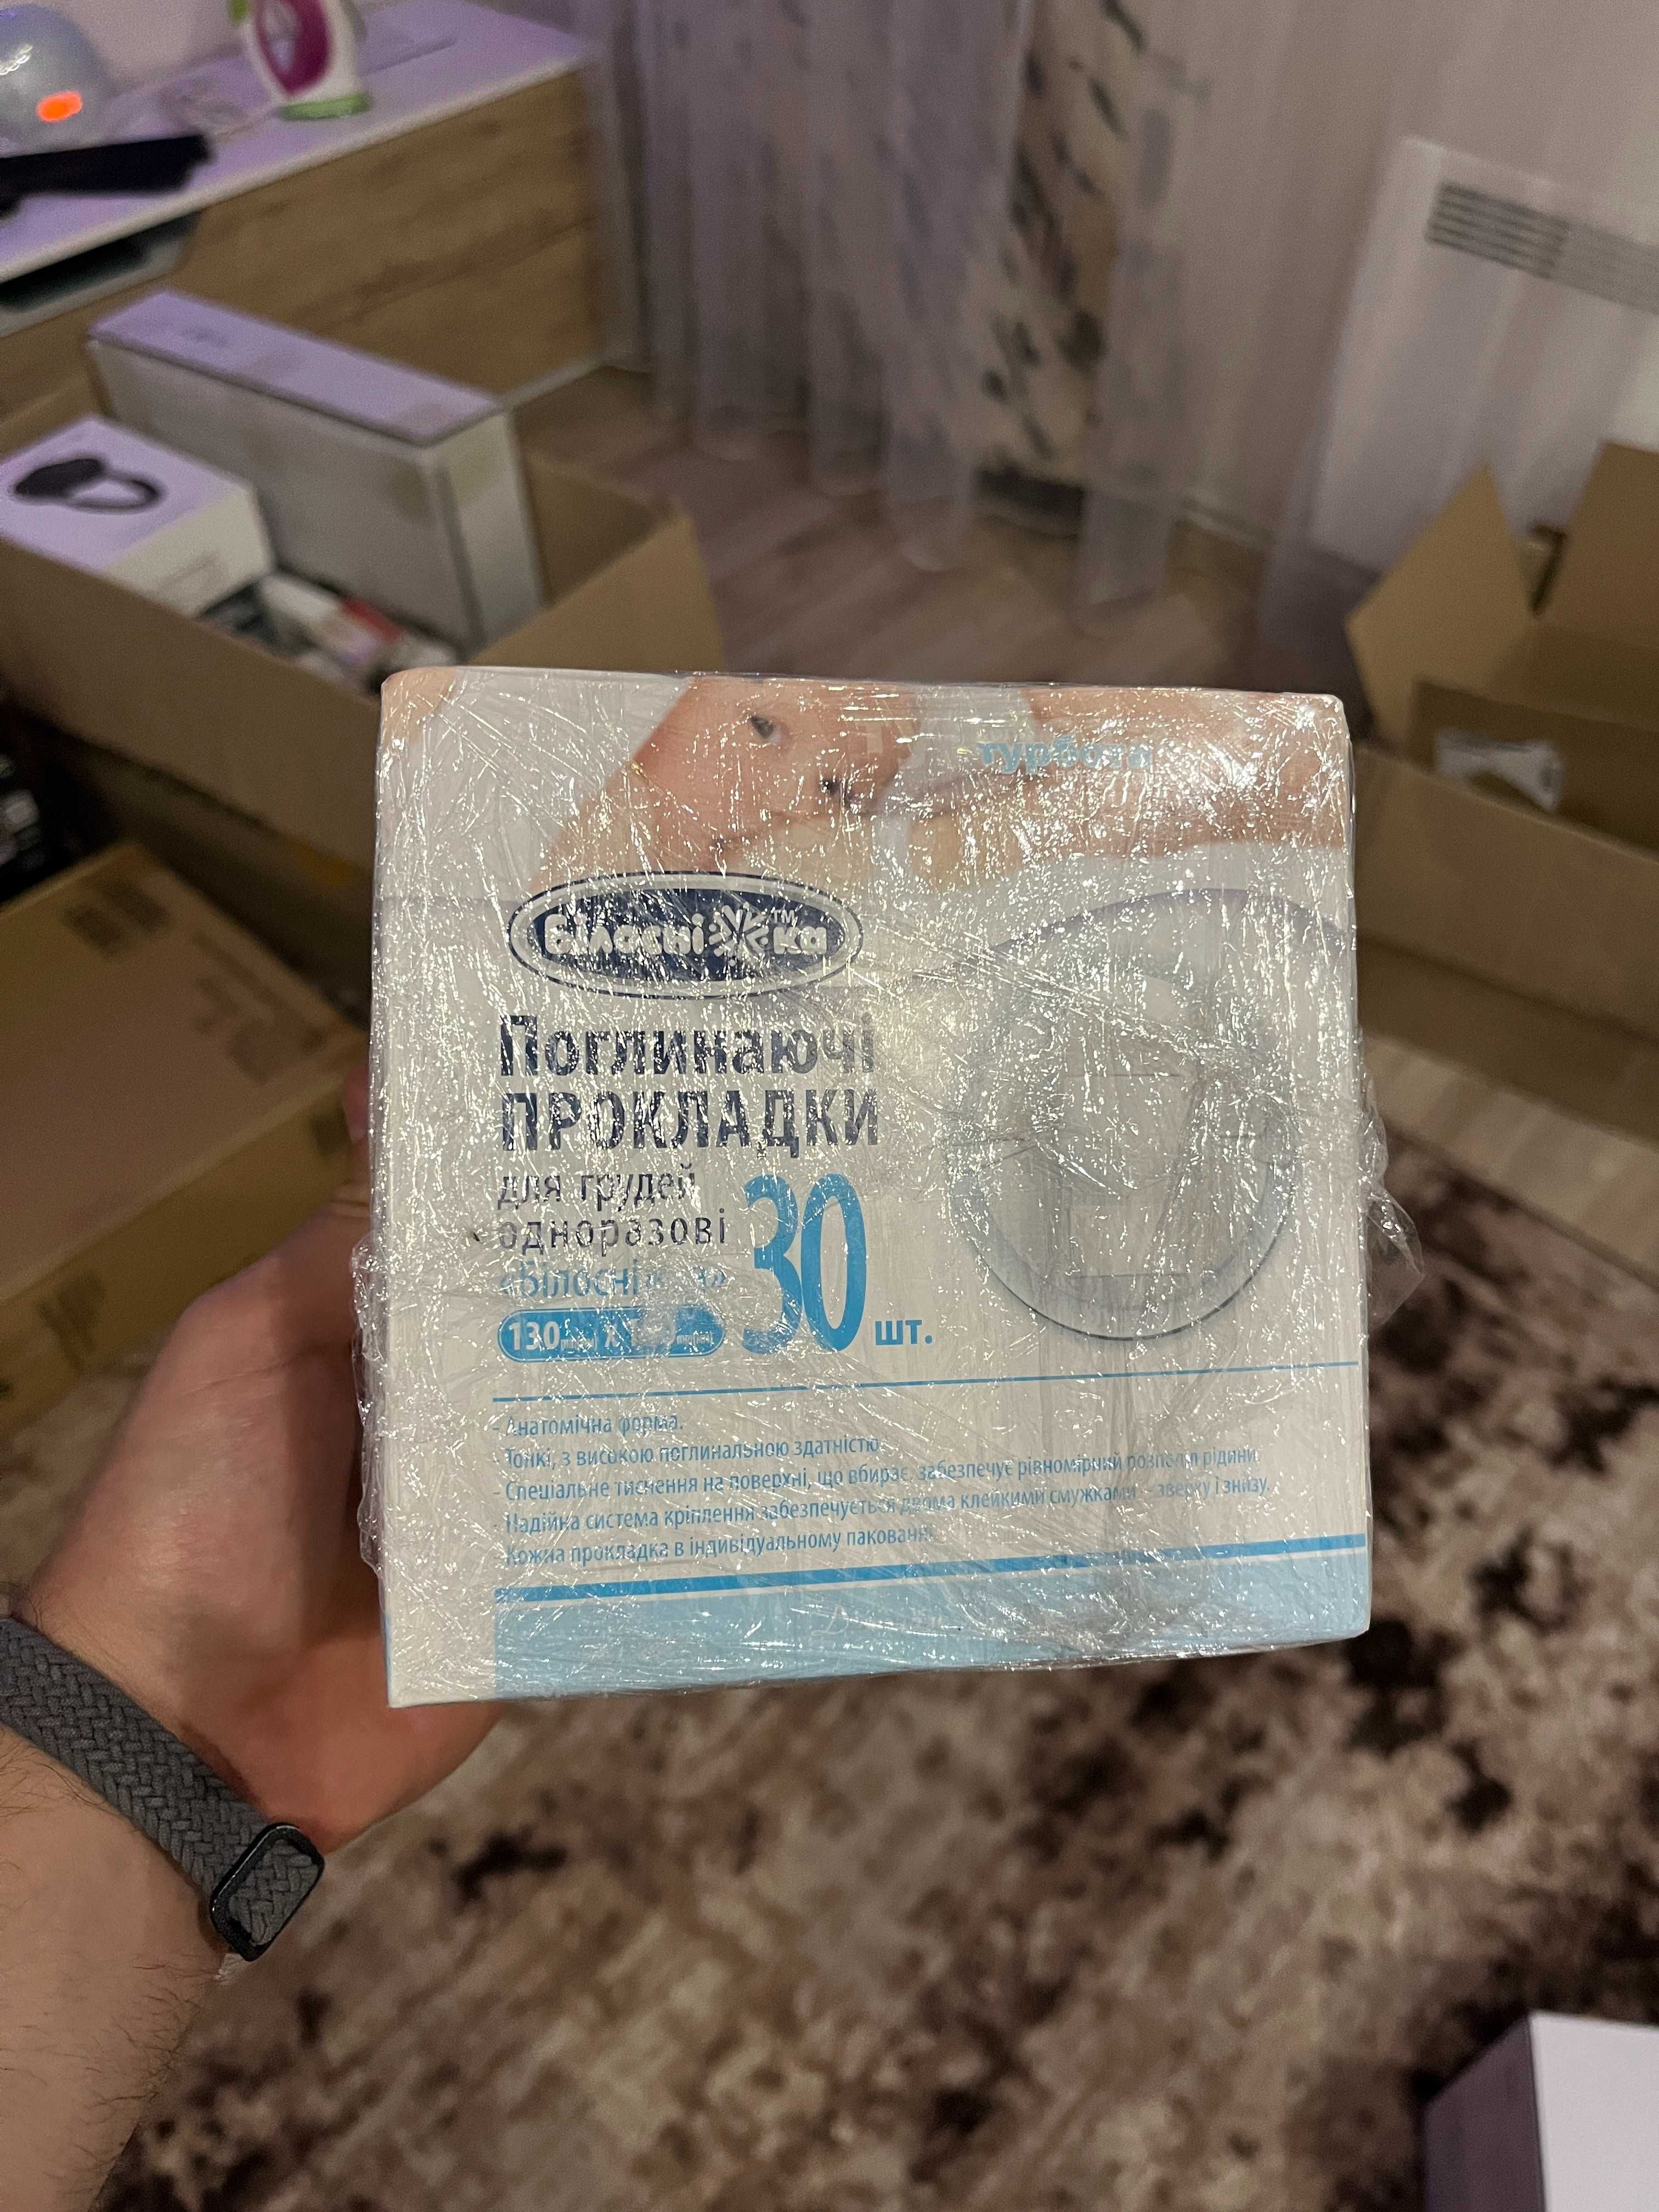 турбота
Білосніжка™
Поглинаючі
ПРОКЛАДКИ
для грудей
одноразові
«Білосніжка»
30 шт.
130
- Анатомічна форма.
- Тонкі, з високою поглинальною здатністю.
- Спеціальне тиснення на поверхні, що вбирає, забезпечує рівномірний розподіл рідини.
- Надійна система кріплення забезпечується двома клейкими смужками - зверху і знизу.
- Кожна прокладка в індивідуальному пакованні.